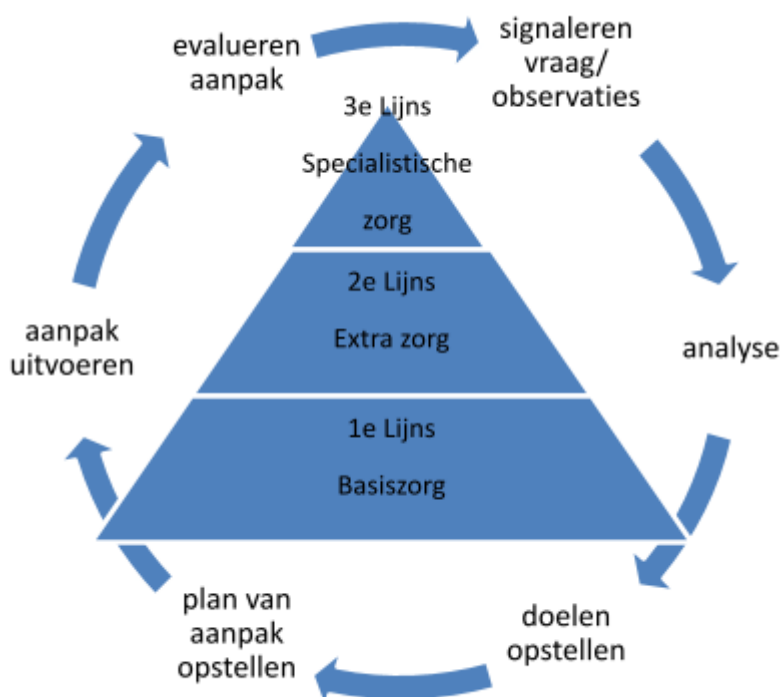 evalueren
aanpak
signaleren
vraag/
observaties
3e Lijns
Specialistische
zorg
2e Lijns
Extra zorg
1e Lijns
Basiszorg
analyse
doelen
opstellen
plan van
aanpak
opstellen
aanpak
uitvoeren